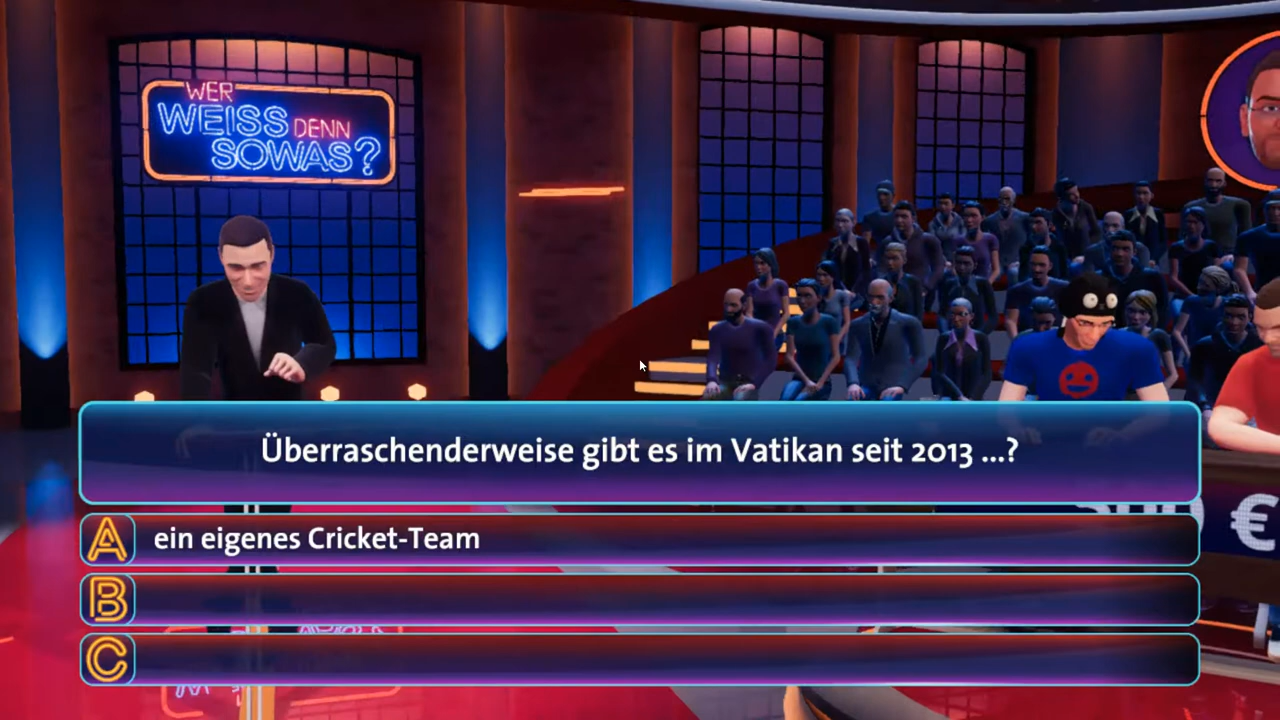 WER
WEISS DENN
SOWAS?
Überraschenderweise gibt es im Vatikan seit 2013 ...?
A ein eigenes Cricket-Team
B
C
€